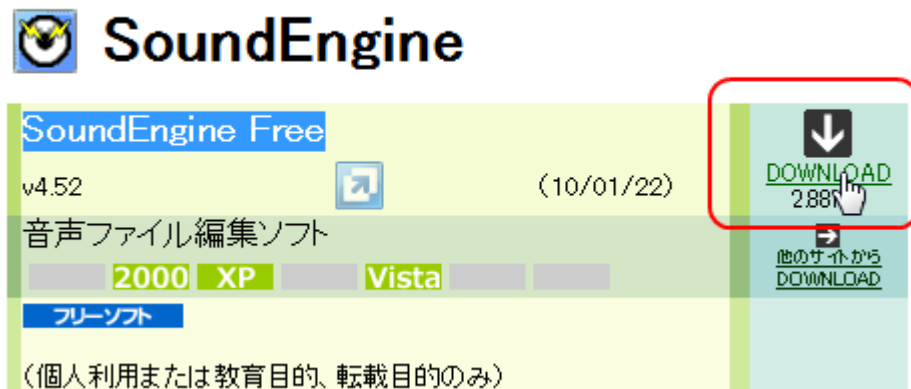 SoundEngine
SoundEngine Free
v4.52
(10/01/22)
DOWNLOAD
音声ファイル編集ソフト
2000 XP Vista
他のサイトから
DOWNLOAD
フリーソフト
(個人利用または教育目的、転載目的のみ)